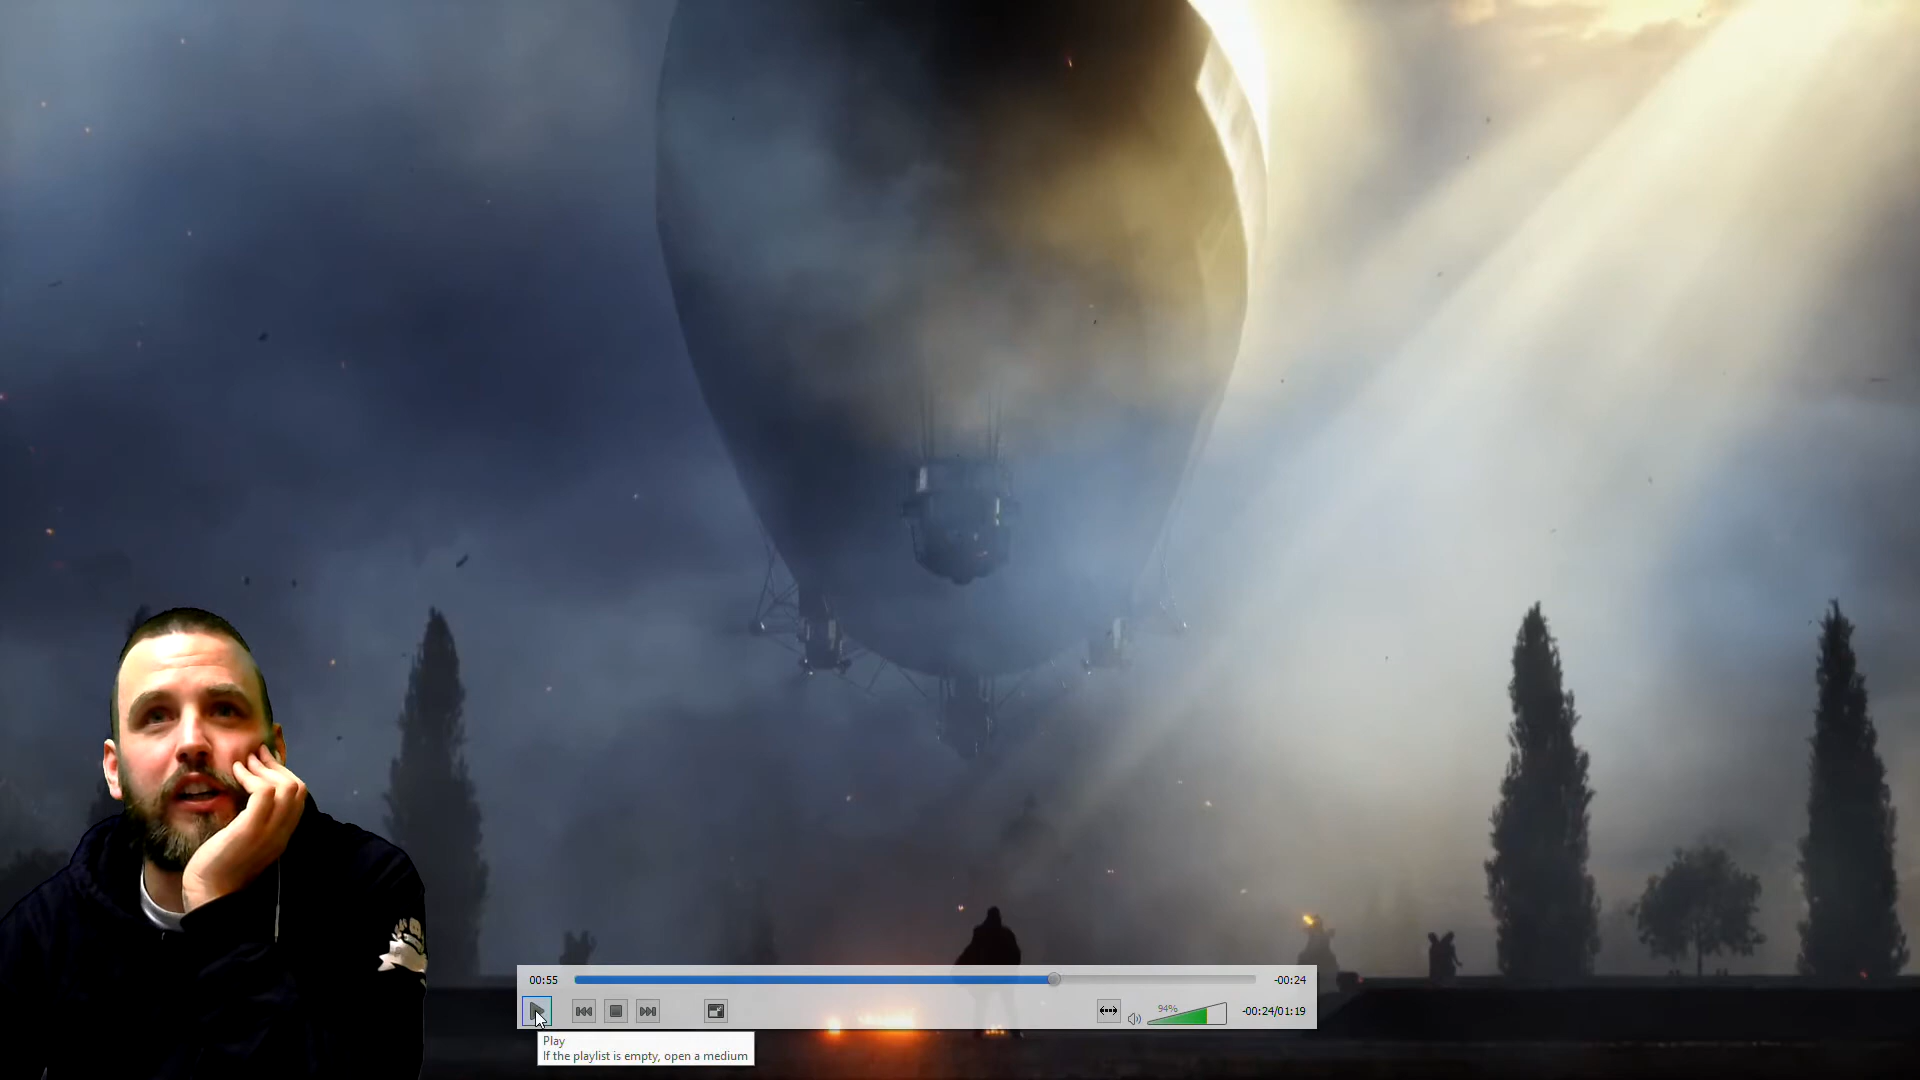 00:55
-00:24
94%
-00:24/01:19
Play
If the playlist is empty, open a medium